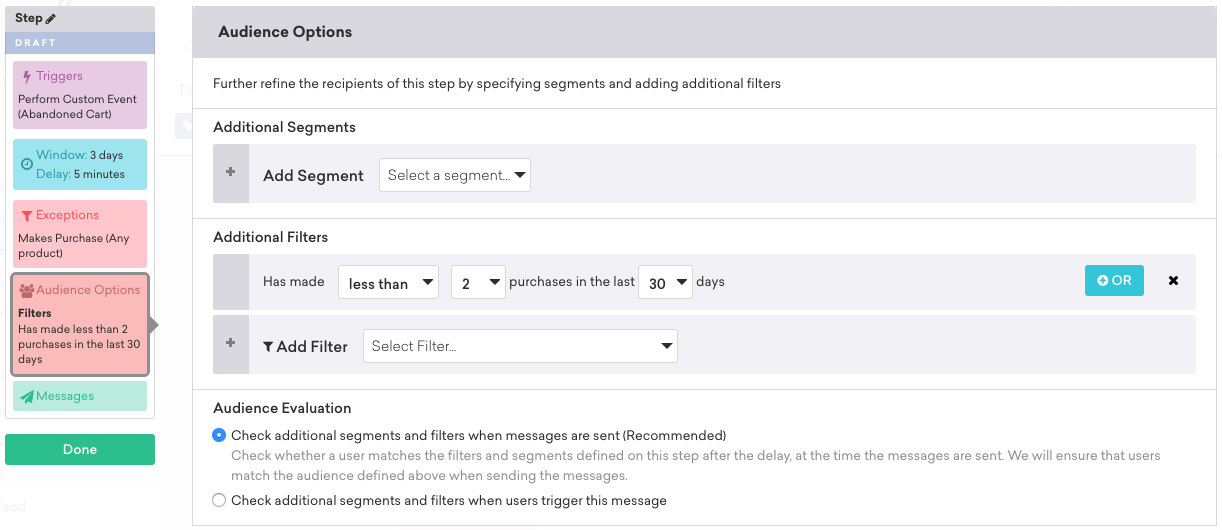 Step
DRAFT
Triggers
Perform Custom Event
(Abandoned Cart)
Window: 3 days
Delay: 5 minutes
Exceptions
Makes Purchase (Any
product)
Audience Options
Filters
Has made less than 2
purchases in the last 30
days
Messages
Done
Feed
Audience Options
Further refine the recipients of this step by specifying segments and adding additional filters
Additional Segments
+ Add Segment Select a segment...
Additional Filters
Has made less than 2 purchases in the last 30 days OR
+ Add Filter Select Filter...
Audience Evaluation
Check additional segments and filters when messages are sent (Recommended)
Check whether a user matches the filters and segments defined on this step after the delay, at the time the messages are sent. We will ensure that users
match the audience defined above when sending the messages.
Check additional segments and filters when users trigger this message